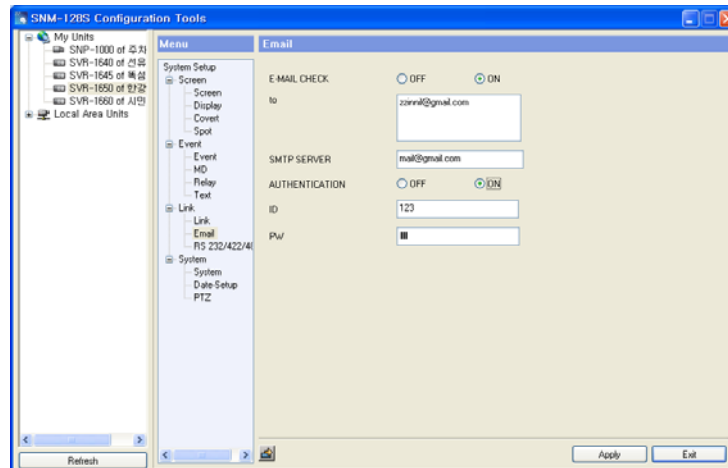 SNM-128S Configuration Tools
My Units
SNP-1000 of 주차
SVR-1640 of 선유
SVR-1645 of 뚝섬
SVR-1650 of 한강
SVR-1660 of 시민
Local Area Units
Refresh
Menu
System Setup
Screen
Screen
Display
Covert
Spot
Event
Event
MD
Relay
Text
Link
Link
Email
RS 232/422/4
System
System
Date-Setup
PTZ
Email
E-MAIL CHECK OFF ON
to zzinnil@gmail.com
SMTP SERVER mail@gmail.com
AUTHENTICATION OFF ON
ID 123
PW
Apply Exit